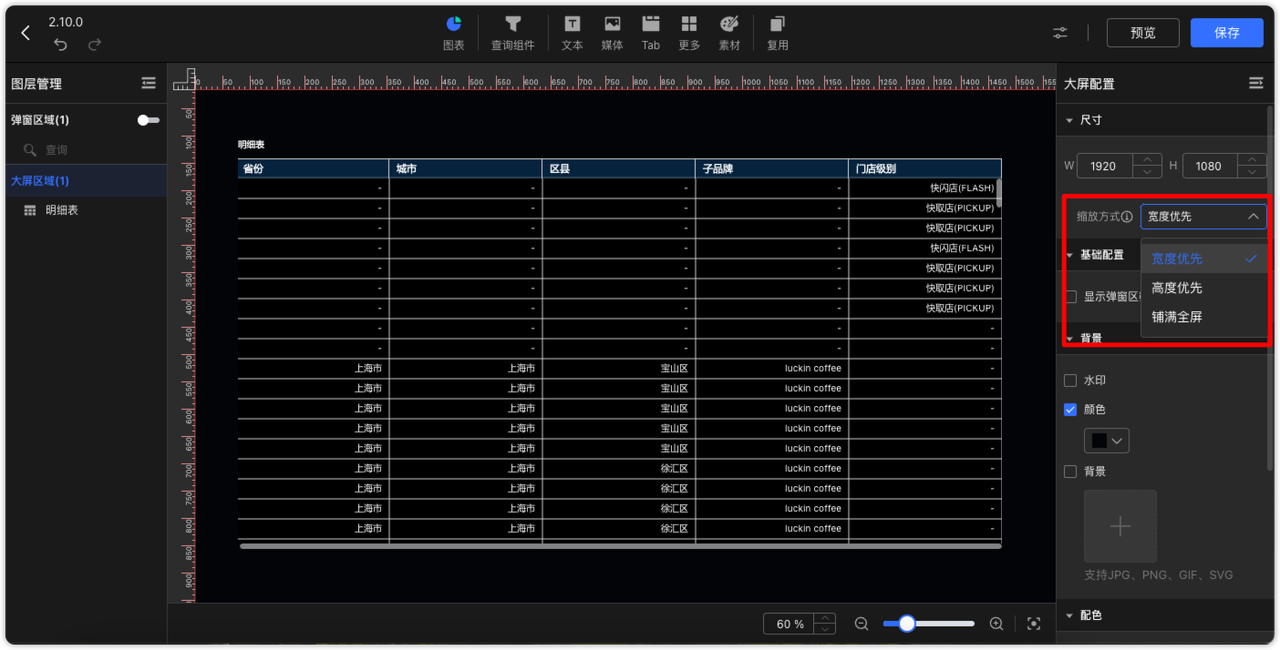 2.10.0
图表
查询组件
文本
媒体
Tab
更多
素材
复用
预览
保存
图层管理
弹窗区域(1)
查询
大屏区域(1)
明细表
0 50 100 150 200 250 300 350 400 450 500 550 600 650 700 750 800 850 900 950 1000 1050 1100 1150 1200 1250 1300 1350 1400 1450 1500 155
50 100 150 200 250 300 350 400 450 500 550 600 650 700 750 800 850 900
明细表
省份 城市 区县 子品牌 门店级别
- - - - 快闪店(FLASH)
- - - - 快取店(PICKUP)
- - - - 快取店(PICKUP)
- - - - 快闪店(FLASH)
- - - - 快取店(PICKUP)
- - - - 快取店(PICKUP)
- - - - 快取店(PICKUP)
- - - - -
- - - - -
上海市 上海市 宝山区 luckin coffee -
上海市 上海市 宝山区 luckin coffee -
上海市 上海市 宝山区 luckin coffee -
上海市 上海市 宝山区 luckin coffee -
上海市 上海市 宝山区 luckin coffee -
上海市 上海市 徐汇区 luckin coffee -
上海市 上海市 徐汇区 luckin coffee -
上海市 上海市 徐汇区 luckin coffee -
上海市 上海市 徐汇区 luckin coffee -
60 %
大屏配置
尺寸
W 1920 H 1080
缩放方式 宽度优先
宽度优先
高度优先
铺满全屏
基础配置
显示弹窗区
背景
水印
颜色
背景
支持JPG、PNG、GIF、SVG
配色